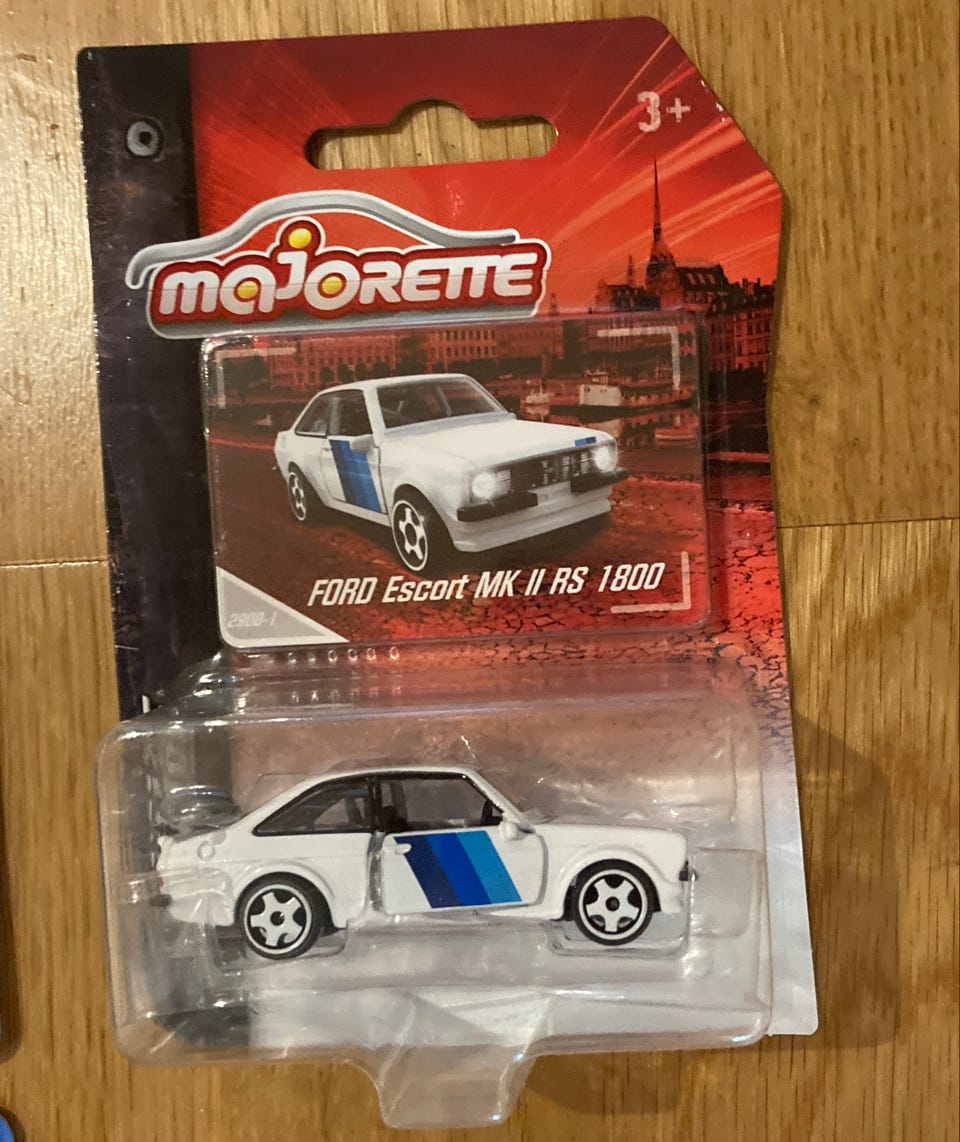 3+
MAJORETTE
FORD Escort MK II RS 1800
290B-1